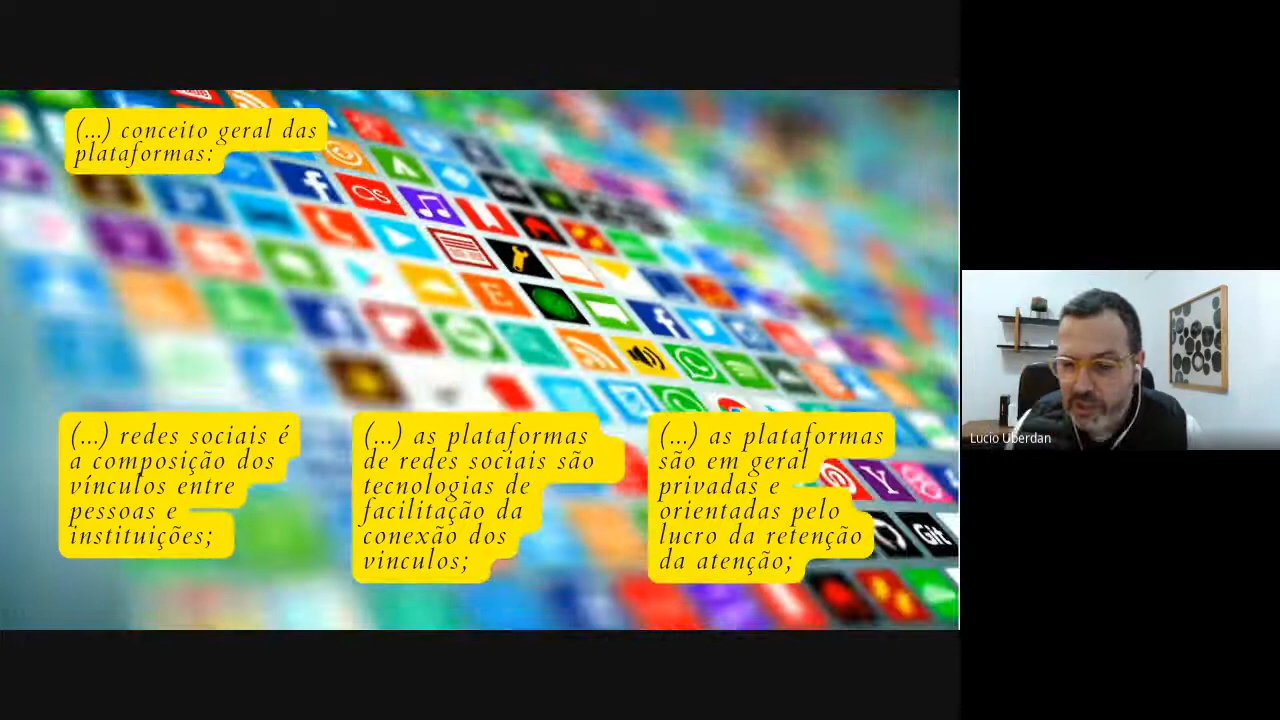 (...) conceito geral das
plataformas:
(...) redes sociais é
a composição dos
vínculos entre
pessoas e
instituições;
(...) as plataformas
de redes sociais são
tecnologias de
facilitação da
conexão dos
vinculos;
(...) as plataformas
são em geral
privadas e
orientadas pelo
lucro da retenção
da atenção;
Git
Lucio Uberdan